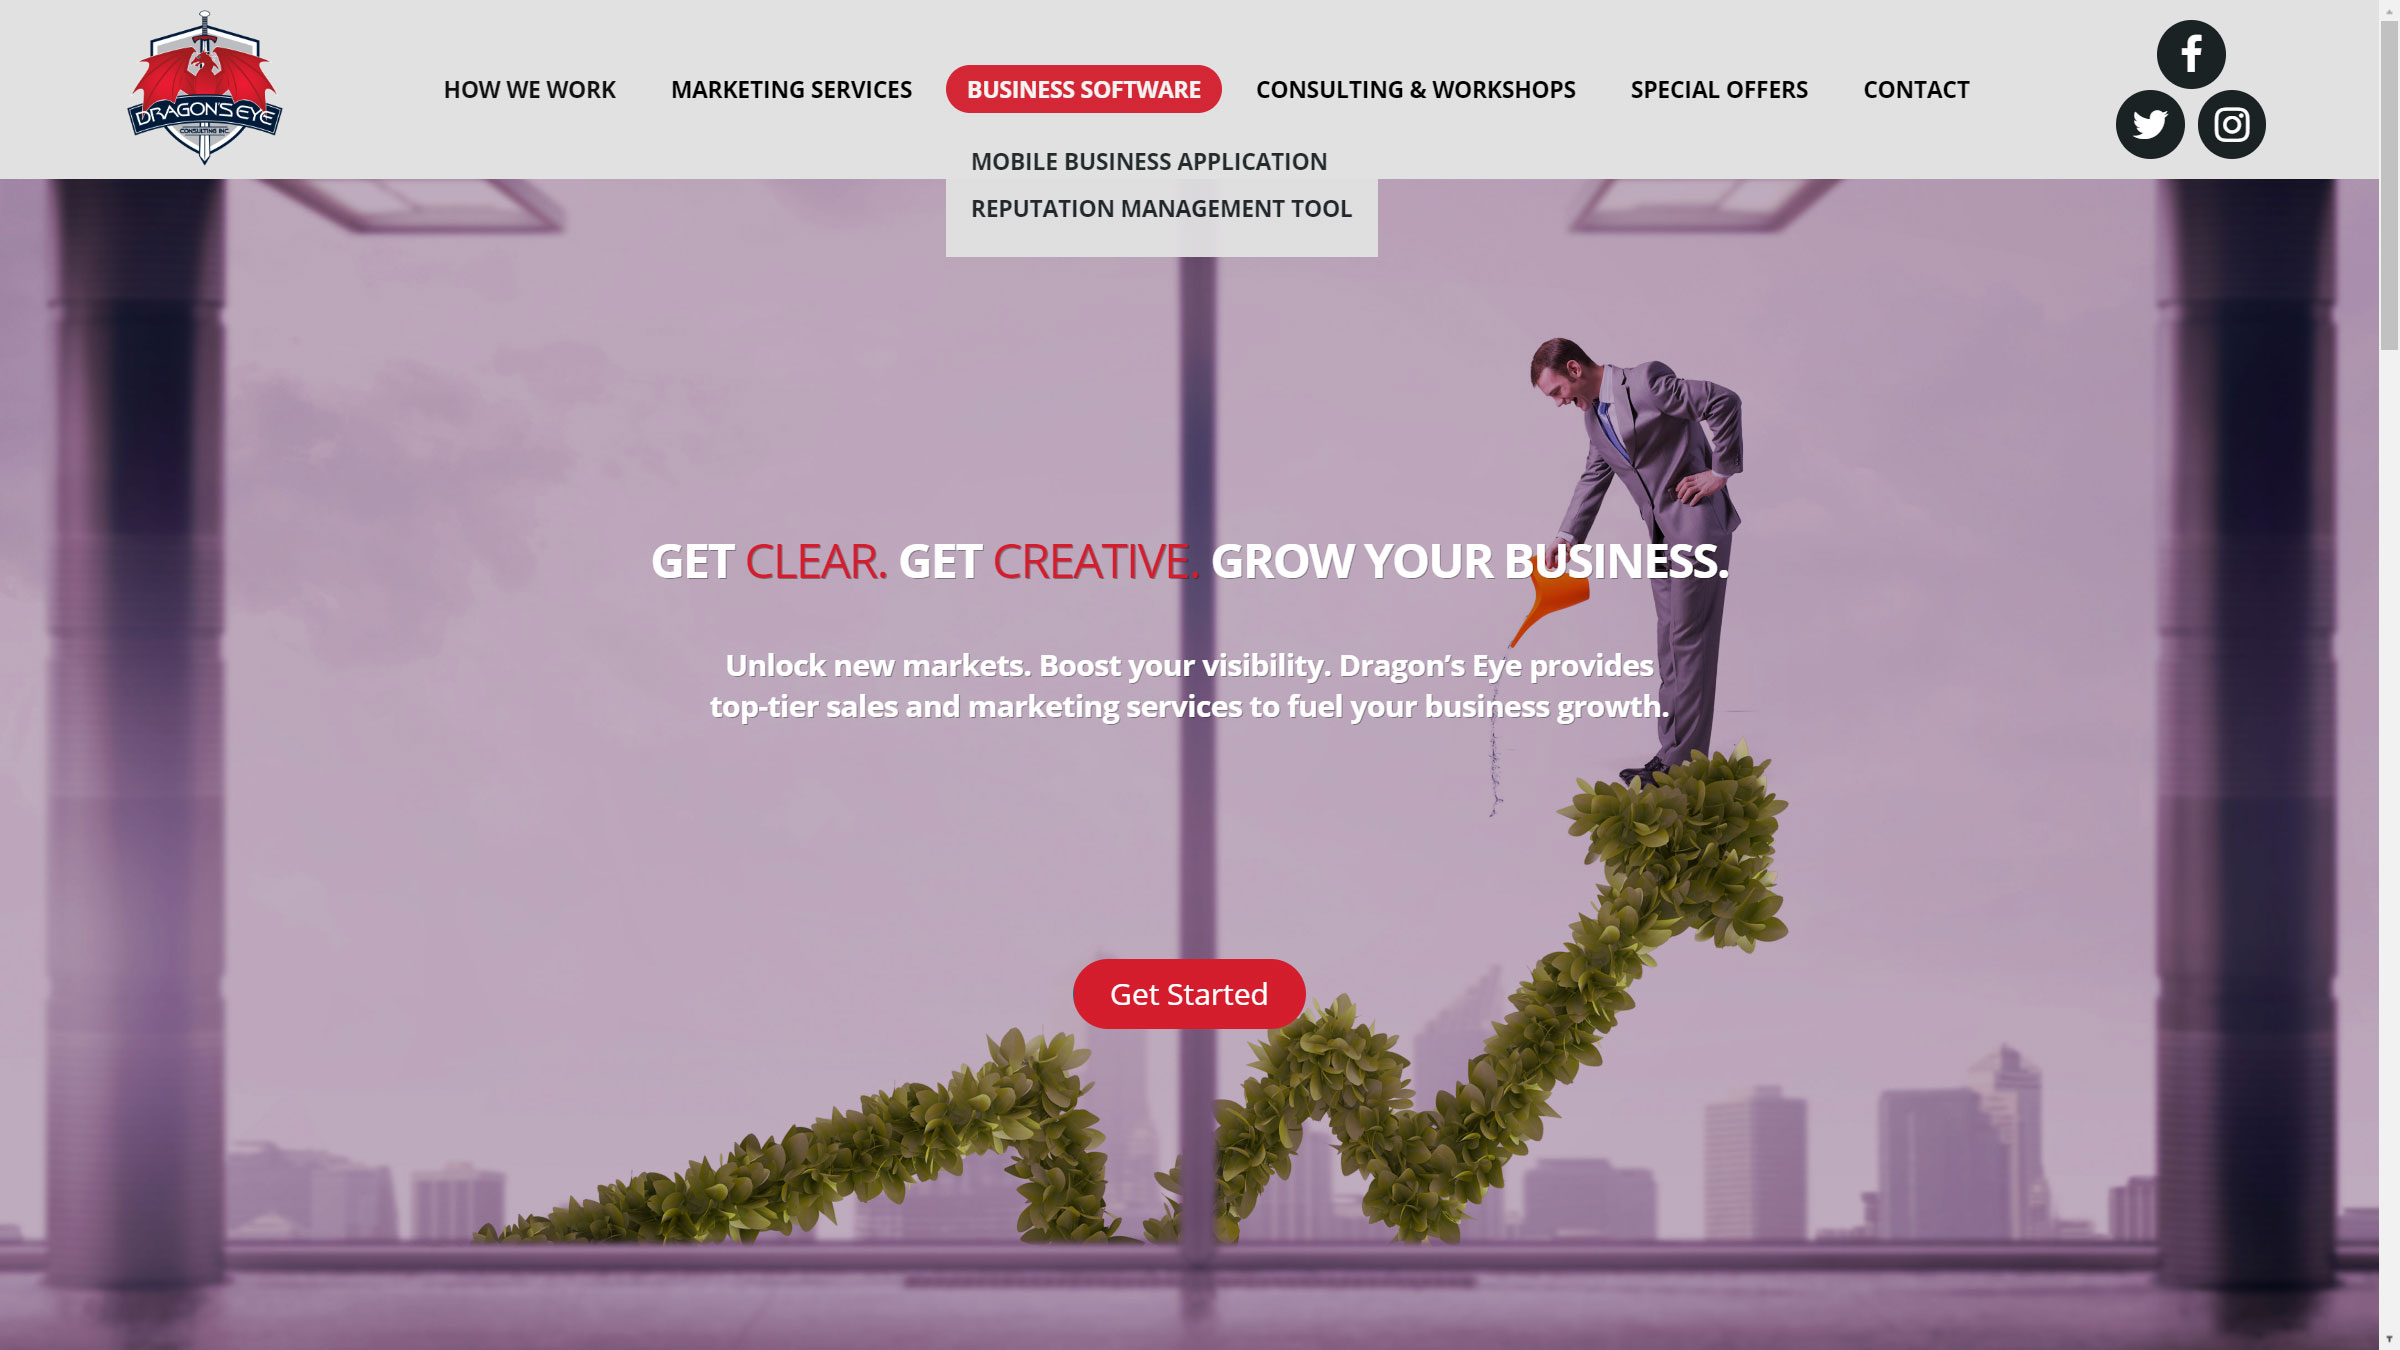 DRAGON'S EYE
CONSULTING INC.
HOW WE WORK
MARKETING SERVICES
BUSINESS SOFTWARE
CONSULTING & WORKSHOPS
SPECIAL OFFERS
CONTACT
MOBILE BUSINESS APPLICATION
REPUTATION MANAGEMENT TOOL
GET CLEAR. GET CREATIVE. GROW YOUR BUSINESS.
Unlock new markets. Boost your visibility. Dragon’s Eye provides
top-tier sales and marketing services to fuel your business growth.
Get Started